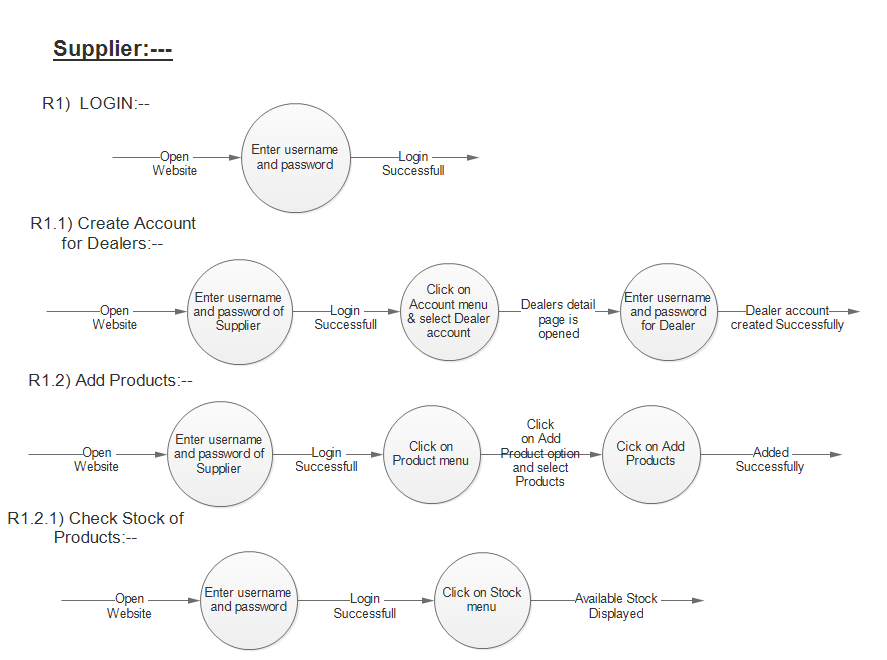 Supplier:---
R1)  LOGIN:--
Open
Website
Enter username
and password
Login
Successfull
R1.1) Create Account
for Dealers:--
Open
Website
Enter username
and password of
Supplier
Login
Successfull
Click on
Account menu
& select Dealer
account
Dealers detail
page is
opened
Enter username
and password
for Dealer
Dealer account
created Successfully
R1.2) Add Products:--
Open
Website
Enter username
and password of
Supplier
Login
Successfull
Click on
Product menu
Click
on Add
Product option
and select
Products
Cick on Add
Products
Added
Successfully
R1.2.1) Check Stock of
Products:--
Open
Website
Enter username
and password
Login
Successfull
Click on Stock
menu
Available Stock
Displayed